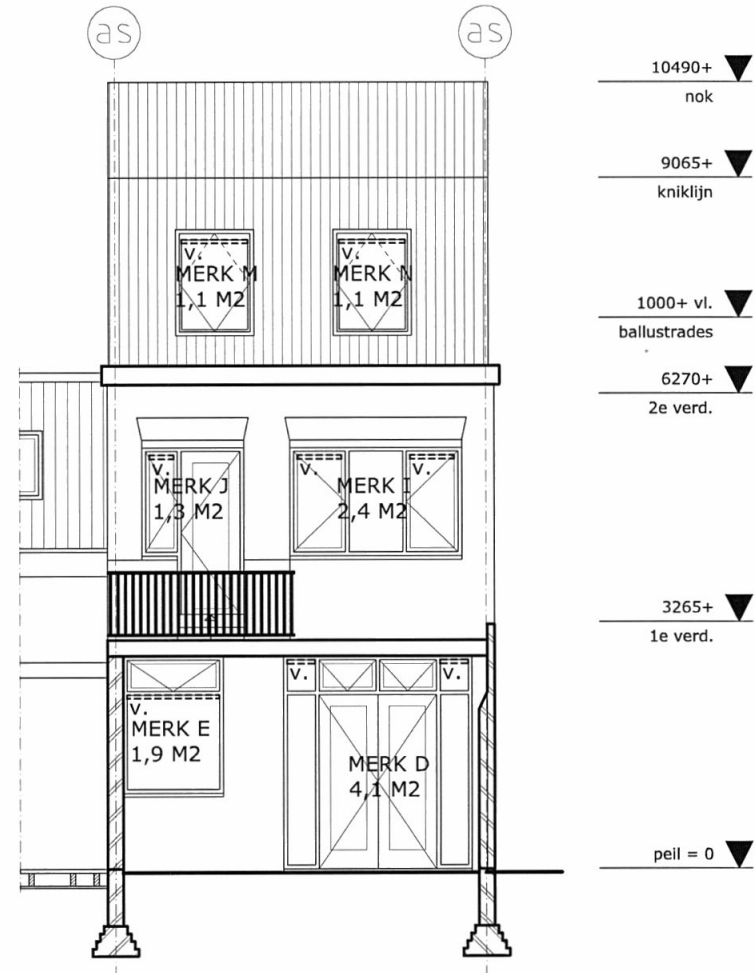 as
as
10490+
nok
9065+
kniklijn
v.
MERK M
1,1 M2
v.
MERK N
1,1 M2
1000+ vl.
ballustrades
6270+
2e verd.
v.
MERK J
1,3 M2
v.
v.
MERK I
2,4 M2
3265+
1e verd.
v.
MERK E
1,9 M2
v.
v.
MERK D
4,1 M2
peil = 0